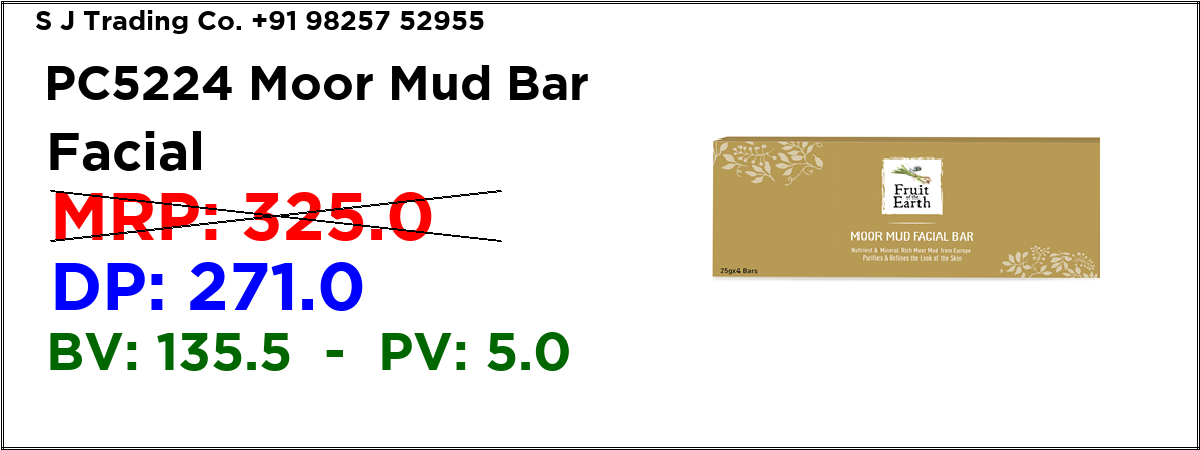 S J Trading Co. +91 98257 52955
PC5224 Moor Mud Bar
Facial
MRP: 325.0
DP: 271.0
BV: 135.5 - PV: 5.0
Fruit
of the
Earth
MOOR MUD FACIAL BAR
Nutrient & Mineral Rich Moor Mud from Europe
Purifies & Refines the Look of the Skin
25gx4 Bars